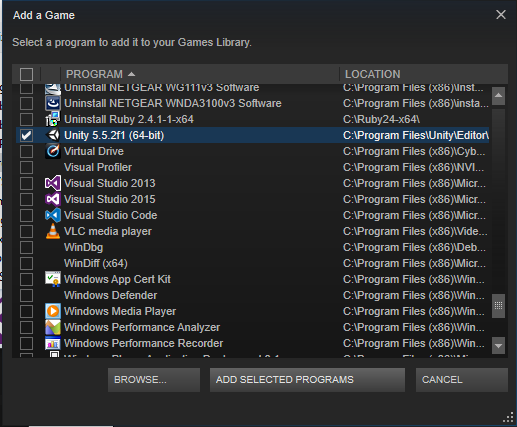 Add a Game
Select a program to add it to your Games Library.
PROGRAM LOCATION
Uninstall NETGEAR WG111v3 Software C:\Program Files (x86)\Insta...
Uninstall NETGEAR WNDA3100v3 Software C:\Program Files (x86)\insta...
Uninstall Ruby 2.4.1-1-x64 C:\Ruby24-x64\
Unity 5.5.2f1 (64-bit) C:\Program Files\Unity\Editor\
Virtual Drive C:\Program Files (x86)\Cyb...
Visual Profiler C:\Program Files (x86)\NVI...
Visual Studio 2013 C:\Program Files (x86)\Micr...
Visual Studio 2015 C:\Program Files (x86)\Micr...
Visual Studio Code C:\Program Files (x86)\Micr...
VLC media player C:\Program Files (x86)\Vide...
WinDbg C:\Program Files (x86)\Deb...
WinDiff (x64) C:\Program Files (x86)\Micr...
Windows App Cert Kit C:\Program Files (x86)\Win...
Windows Defender C:\Program Files (x86)\Win...
Windows Media Player C:\Program Files (x86)\Win...
Windows Performance Analyzer C:\Program Files (x86)\Win...
Windows Performance Recorder C:\Program Files (x86)\Win...
BROWSE... ADD SELECTED PROGRAMS CANCEL